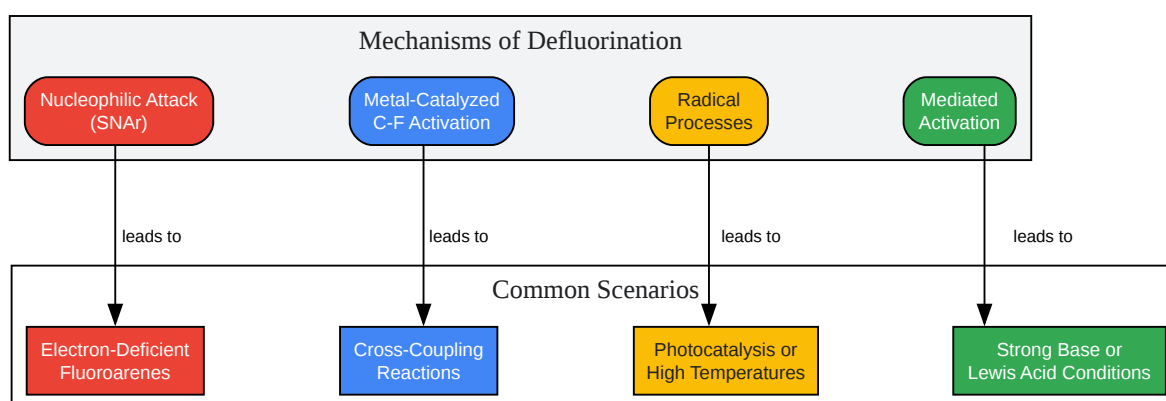 Mechanisms of Defluorination
Nucleophilic Attack
(SNAr)
Metal-Catalyzed
C-F Activation
Radical
Processes
Mediated
Activation
leads to
leads to
leads to
leads to
Common Scenarios
Electron-Deficient
Fluoroarenes
Cross-Coupling
Reactions
Photocatalysis or
High Temperatures
Strong Base or
Lewis Acid Conditions